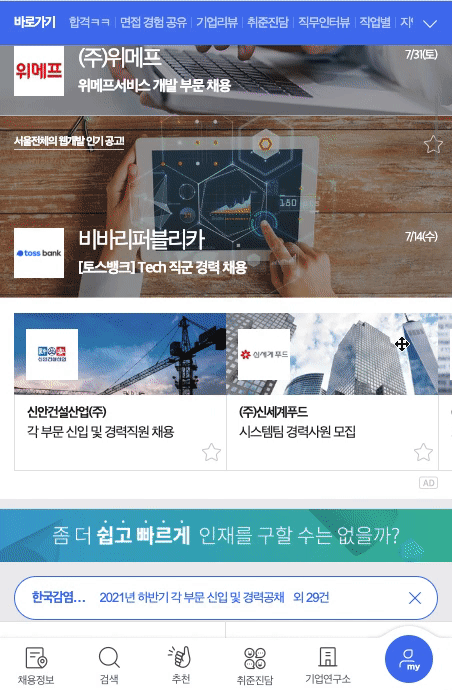 바로가기 합격ㅋㅋ 면접 경험 공유 기업리뷰 취준진담 직무인터뷰 직업별
위메프
(주)위메프
7/31(토)
위메프서비스 개발 부문 채용
서울전체의 웹개발 인기 공고!
180
toss bank
비바리퍼블리카
7/14(수)
[토스뱅크] Tech 직군 경력 채용
신안건설산업
신세계푸드
신안건설산업(주)
각 부문 신입 및 경력직원 채용
(주)신세계푸드
시스템팀 경력사원 모집
AD
좀 더 쉽고 빠르게 인재를 구할 수는 없을까?
한국감염... 2021년 하반기 각 부문 신입 및 경력공채 외 29건
채용정보
검색
추천
취준진담
기업연구소
my